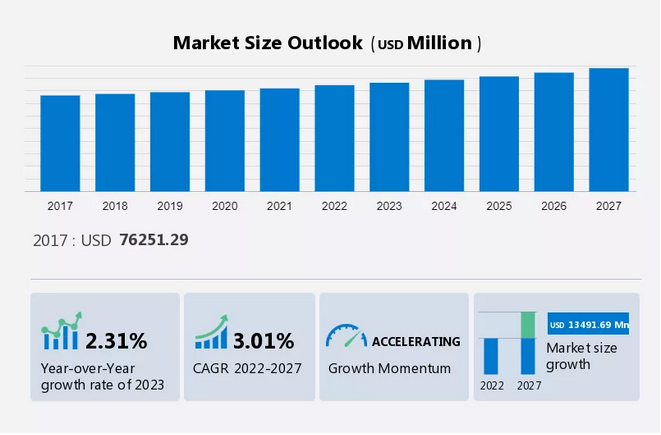 Market Size Outlook ( USD Million )
2017 2018 2019 2020 2021 2022 2023 2024 2025 2026 2027
2017 : USD 76251.29
2.31%
Year-over-Year
growth rate of 2023
3.01%
CAGR 2022-2027
ACCELERATING
Growth Momentum
USD 13491.69 Mn
Market size
growth
2022 2027